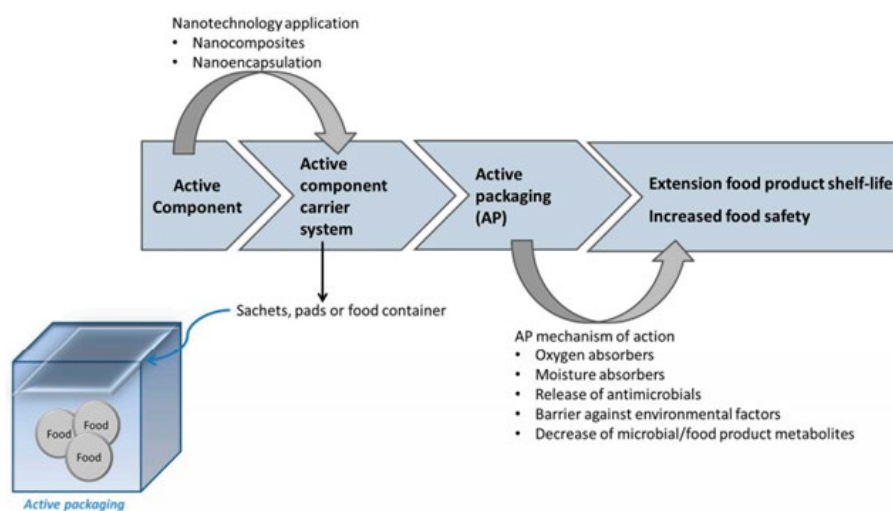 Nanotechnology application
• Nanocomposites
• Nanoencapsulation
Active
Component
Active
component
carrier
system
Active
packaging
(AP)
Extension food product shelf-life
Increased food safety
Sachets, pads or food container
AP mechanism of action
• Oxygen absorbers
• Moisture absorbers
• Release of antimicrobials
• Barrier against environmental factors
• Decrease of microbial/food product metabolites
Food
Food
Food
Active packaging